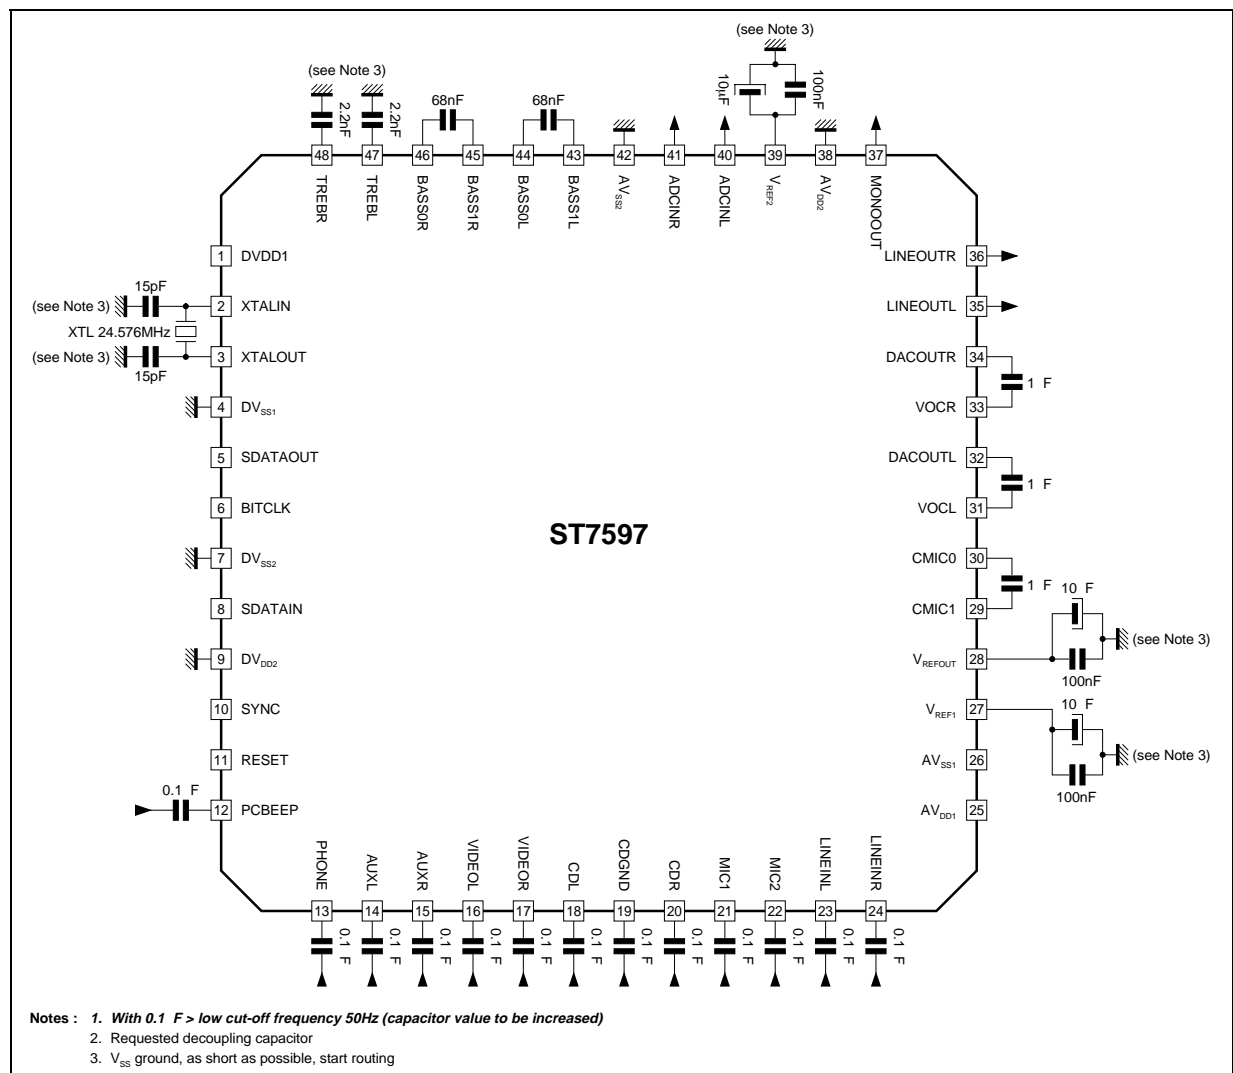 (see Note 3)
(see Note 3)
10µF
100nF
2.2nF
2.2nF
68nF
68nF
48
47
46
45
44
43
42
41
40
39
38
37
TREBR
TREBL
BASS0R
BASS1R
BASS0L
BASS1L
AVSS2
ADCINR
ADCINL
VREF2
AVDD2
MONOOUT
1 DVDD1
15pF
(see Note 3)
2 XTALIN
XTL 24.576MHz
(see Note 3)
3 XTALOUT
15pF
4 DVSS1
5 SDATAOUT
6 BITCLK
7 DVSS2
8 SDATAIN
9 DVDD2
10 SYNC
11 RESET
0.1 F
12 PCBEEP
ST7597
LINEOUTR 36
LINEOUTL 35
DACOUTR 34
1 F
VOCR 33
DACOUTL 32
1 F
VOCL 31
CMIC0 30
1 F
CMIC1 29
10 F
(see Note 3)
VREFOUT 28
100nF
VREF1 27
10 F
(see Note 3)
AVSS1 26
100nF
AVDD1 25
PHONE
AUXL
AUXR
VIDEOL
VIDEOR
CDL
CDGND
CDR
MIC1
MIC2
LINEINL
LINEINR
13
14
15
16
17
18
19
20
21
22
23
24
0.1 F
0.1 F
0.1 F
0.1 F
0.1 F
0.1 F
0.1 F
0.1 F
0.1 F
0.1 F
0.1 F
0.1 F
Notes : 1. With 0.1 F > low cut-off frequency 50Hz (capacitor value to be increased)
2. Requested decoupling capacitor
3. VSS ground, as short as possible, start routing